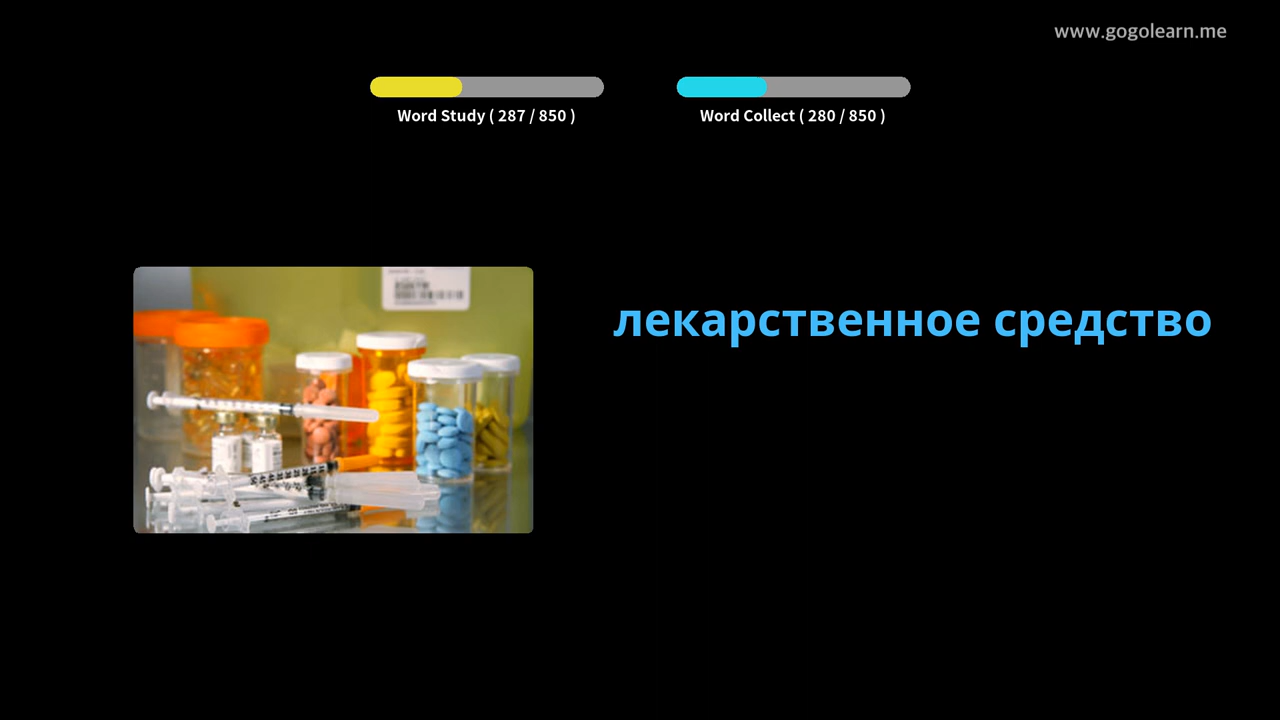 www.gogolearn.me
Word Study ( 287 / 850 )
Word Collect ( 280 / 850 )
лекарственное средство